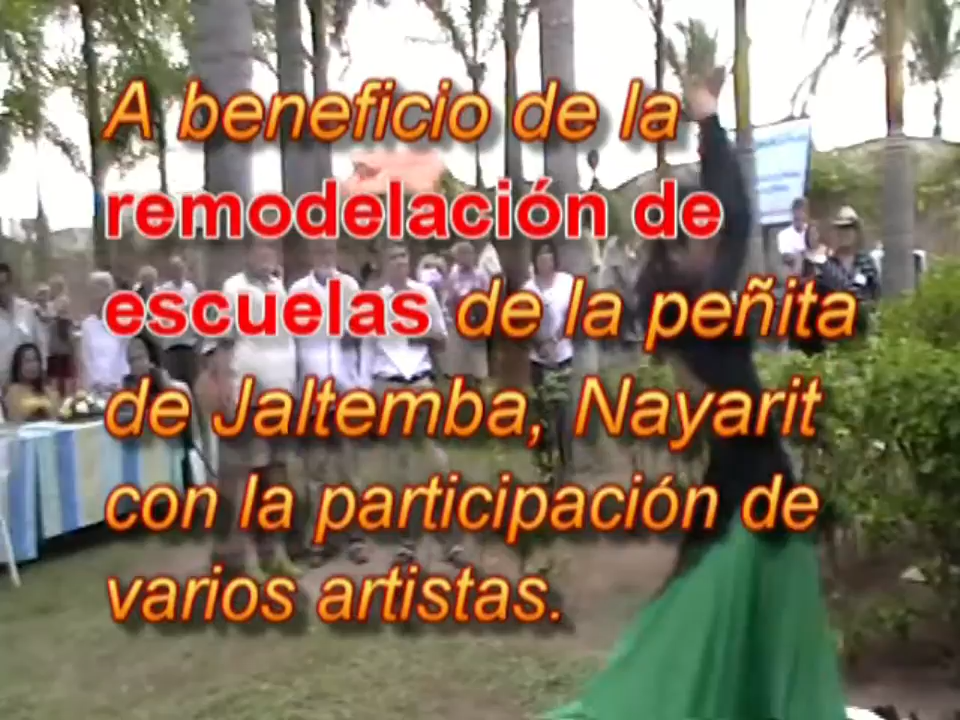 A beneficio de la
remodelación de
escuelas de la peñita
de Jaltemba, Nayarit
con la participación de
varios artistas.